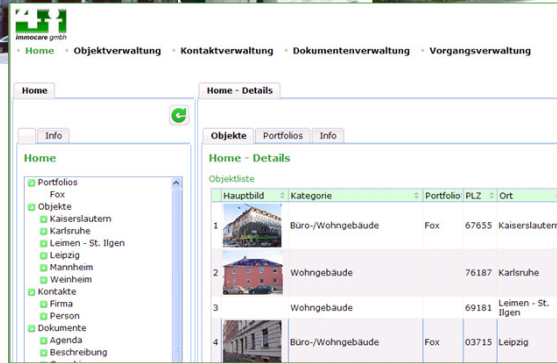 immocare gmbh
Home Objektverwaltung Kontaktverwaltung Dokumentenverwaltung Vorgangsverwaltung
Home
Info
Home
Portfolios
Fox
Objekte
Kaiserslautern
Karlsruhe
Leimen - St. Ilgen
Leipzig
Mannheim
Weinheim
Kontakte
Firma
Person
Dokumente
Agenda
Beschreibung
Home - Details
Objekte Portfolios Info
Home - Details
Objektliste
Hauptbild Kategorie Portfolio PLZ Ort
1 Büro-/Wohngebäude Fox 67655 Kaiserslautern
2 Wohngebäude 76187 Karlsruhe
3 Wohngebäude 69181 Leimen - St.
Ilgen
4 Büro-/Wohngebäude Fox 03715 Leipzig